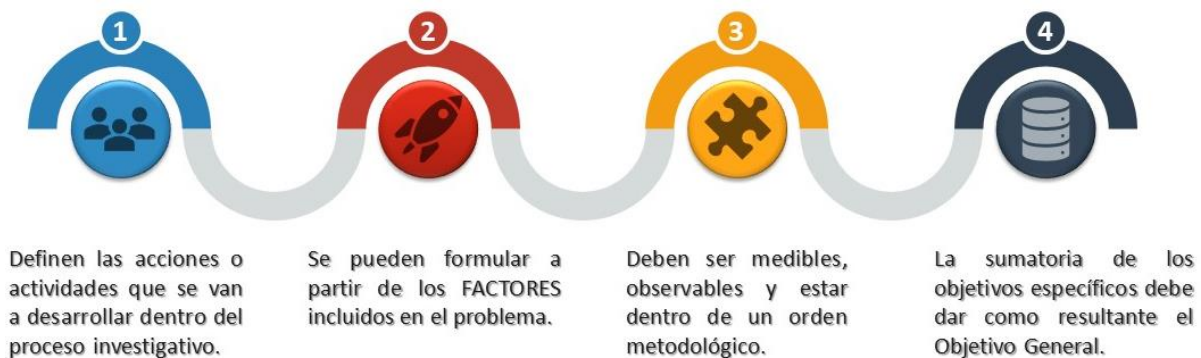 1
2
3
4
Definen las acciones o
actividades que se van
a desarrollar dentro del
proceso investigativo.
Se pueden formular a
partir de los FACTORES
incluidos en el problema.
Deben ser medibles,
observables y estar
dentro de un orden
metodológico.
La sumatoria de los
objetivos específicos debe
dar como resultante el
Objetivo General.